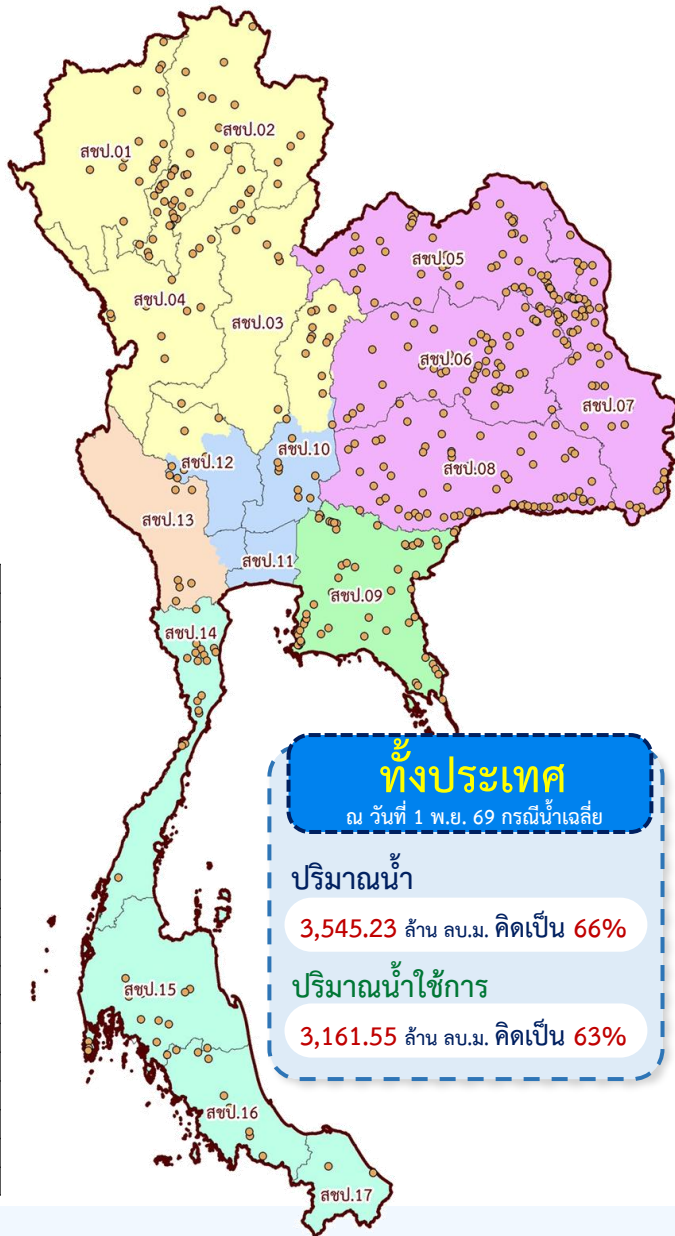 สชป.01
สชป.02
สชป.05
สชป.04
สชป.03
สชป.06
สชป.07
สชป.10
สชป.12
สชป.08
สชป.13
สชป.11
สชป.09
สชป.14
ทั้งประเทศ
ณ วันที่ 1 พ.ย. 69 กรณีน้ำเฉลี่ย
ปริมาณน้ำ
3,545.23 ล้าน ลบ.ม. คิดเป็น 66%
ปริมาณน้ำใช้การ
3,161.55 ล้าน ลบ.ม. คิดเป็น 63%
สชป.15
สชป.16
สชป.17